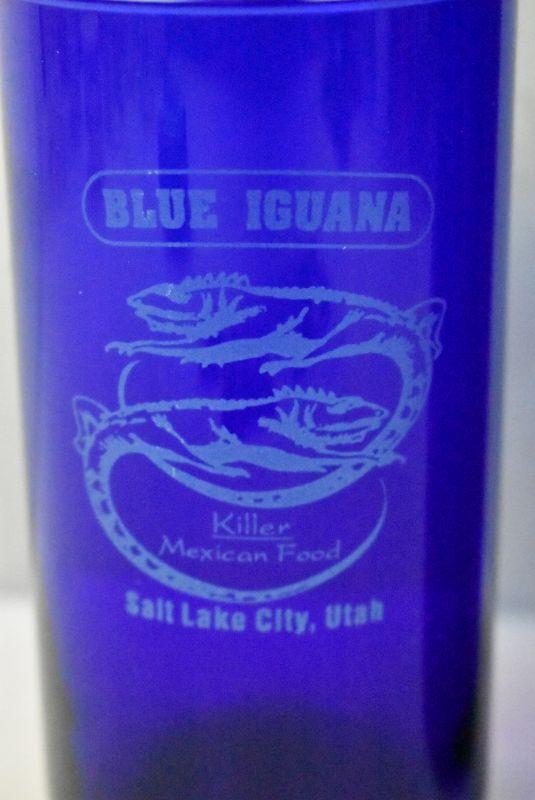 BLUE IGUANA
Killer
Mexican Food
Salt Lake City, Utah